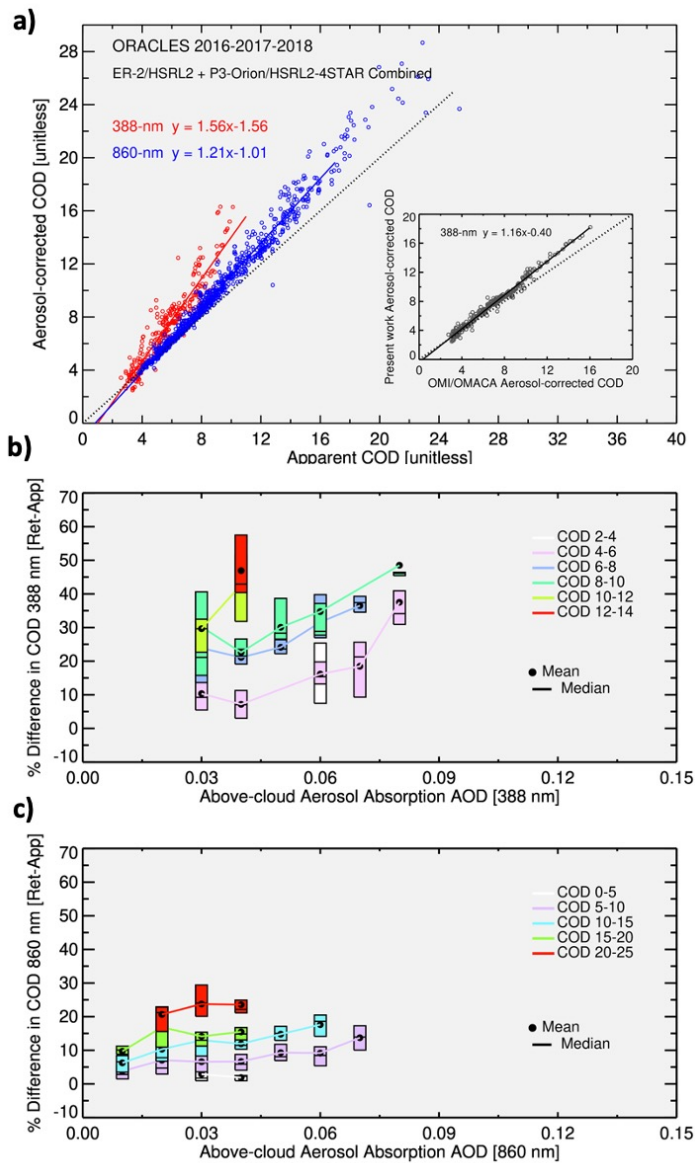 a)
ORACLES 2016-2017-2018
ER-2/HSRL2 + P3-Orion/HSRL2-4STAR Combined
388-nm y = 1.56x-1.56
860-nm y = 1.21x-1.01
Aerosol-corrected COD [unitless]
28
24
20
16
12
8
4
0
0 4 8 12 16 20 24 28 32 36 40
Apparent COD [unitless]
388-nm y = 1.16x-0.40
Present work Aerosol-corrected COD
20
16
12
8
4
0
0 4 8 12 16 20
OMI/OMACA Aerosol-corrected COD
b)
% Difference in COD 388 nm [Ret-App]
70
60
50
40
30
20
10
0
-10
COD 2-4
COD 4-6
COD 6-8
COD 8-10
COD 10-12
COD 12-14
Mean
Median
0.00 0.03 0.06 0.09 0.12 0.15
Above-cloud Aerosol Absorption AOD [388 nm]
c)
% Difference in COD 860 nm [Ret-App]
70
60
50
40
30
20
10
0
-10
COD 0-5
COD 5-10
COD 10-15
COD 15-20
COD 20-25
Mean
Median
0.00 0.03 0.06 0.09 0.12 0.15
Above-cloud Aerosol Absorption AOD [860 nm]